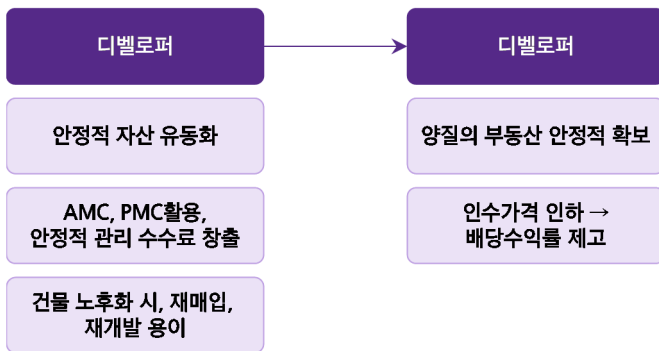 디벨로퍼
안정적 자산 유동화
AMC, PMC활용,
안정적 관리 수수료 창출
건물 노후화 시, 재매입,
재개발 용이
디벨로퍼
양질의 부동산 안정적 확보
인수가격 인하 →
배당수익률 제고